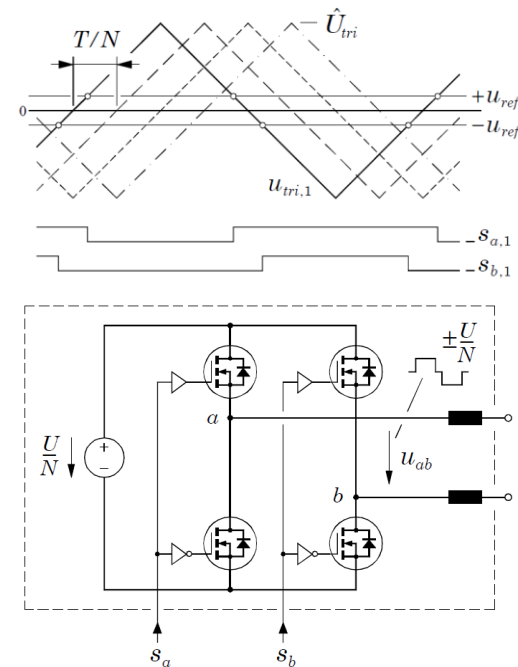 T/N
Û_tri
0
+u_ref
−u_ref
u_tri,1
s_a,1
s_b,1
±U/N
a
U/N
+
−
u_ab
b
s_a
s_b